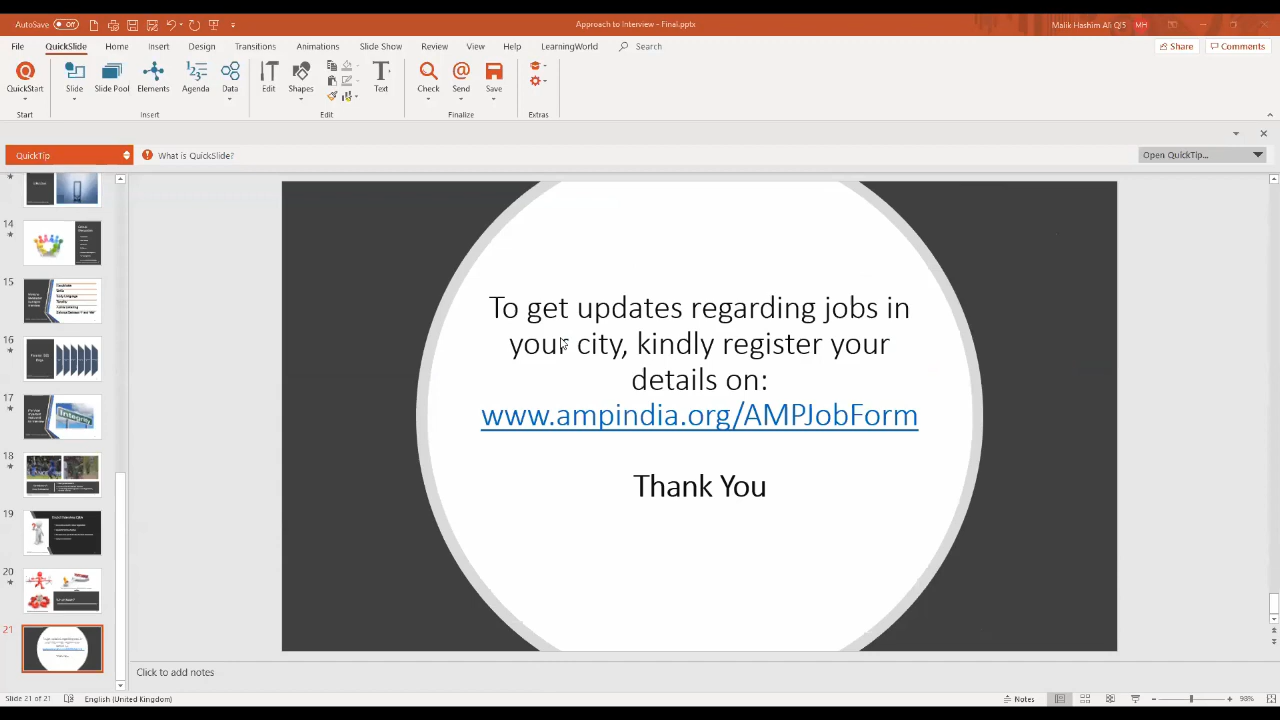 AutoSave Off
Approach to Interview - Final.pptx
Malik Hashim Ali
MH
File QuickSlide Home Insert Design Transitions Animations Slide Show Review View Help LearningWorld Search
Share Comments
QuickStart Slide Slide Pool Elements Agenda Data Edit Shapes Text Check Send Save
Start Insert Edit Finalize Extras
QuickTip
What is QuickSlide?
Open QuickTip...
14
15
16
17
18
19
20
21
To get updates regarding jobs in
your city, kindly register your
details on:
www.ampindia.org/AMPJobForm
Thank You
Click to add notes
Slide 21 of 21 English (United Kingdom)
Notes
98%